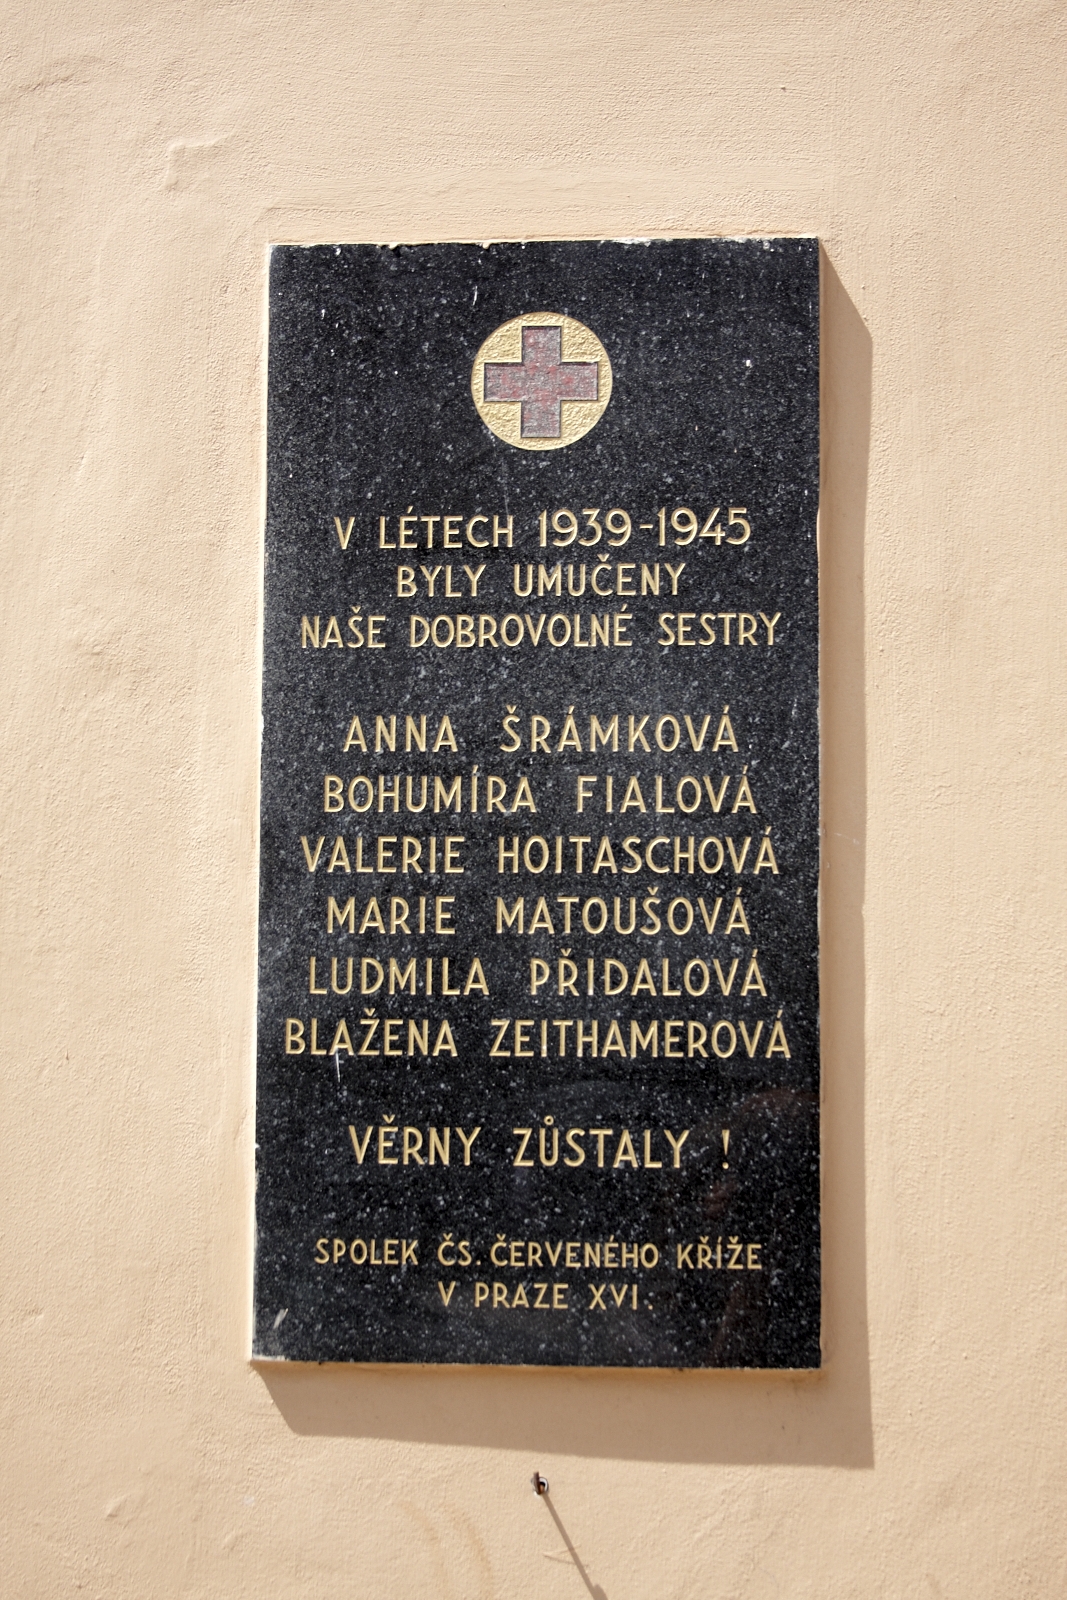 V LÉTECH 1939-1945
BYLY UMUČENY
NAŠE DOBROVOLNÉ SESTRY
ANNA ŠRÁMKOVÁ
BOHUMÍRA FIALOVÁ
VALERIE HOITASCHOVÁ
MARIE MATOUŠOVÁ
LUDMILA PŘIDALOVÁ
BLAŽENA ZEITHAMEROVÁ
VĚRNY ZŮSTALY !
SPOLEK ČS. ČERVENÉHO KŘÍŽE
V PRAZE XVI.